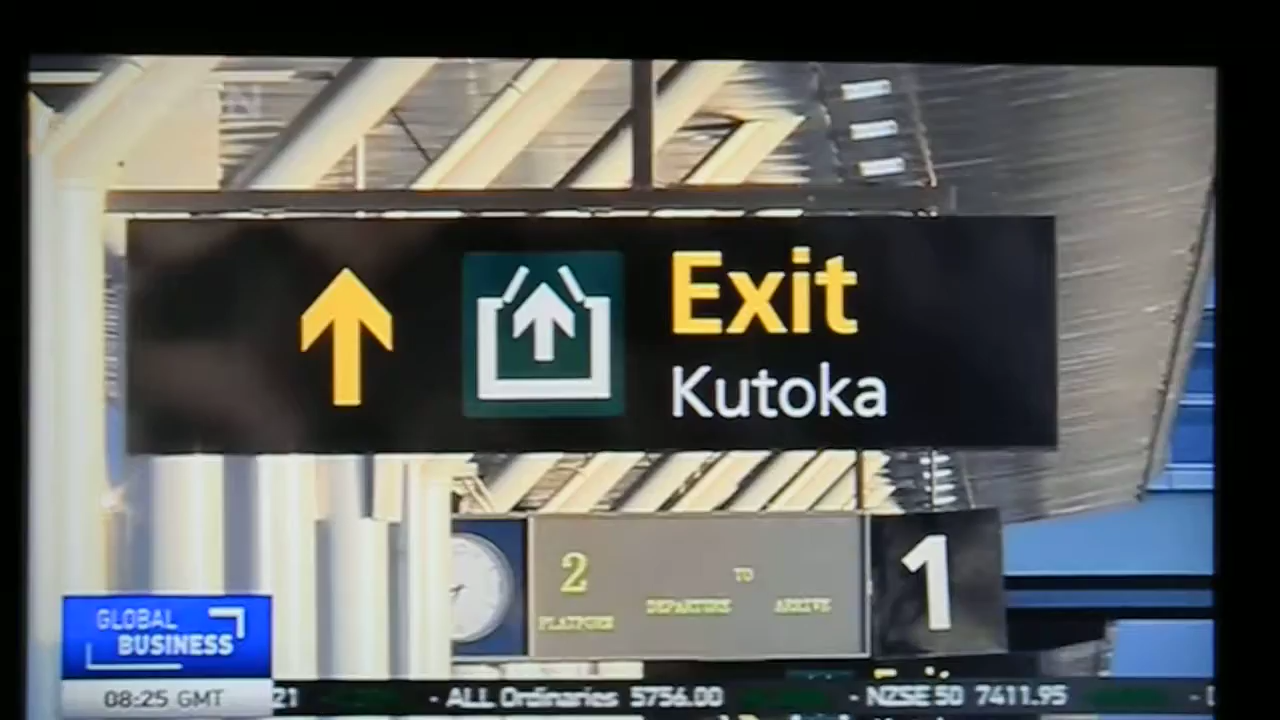 Exit
Kutoka
2
PLATFORM
TO
DEPARTURE
ARRIVE
1
GLOBAL
BUSINESS
08:25 GMT
21 - ALL Ordinaries 5756.00 - NZSE 50 7411.95 -